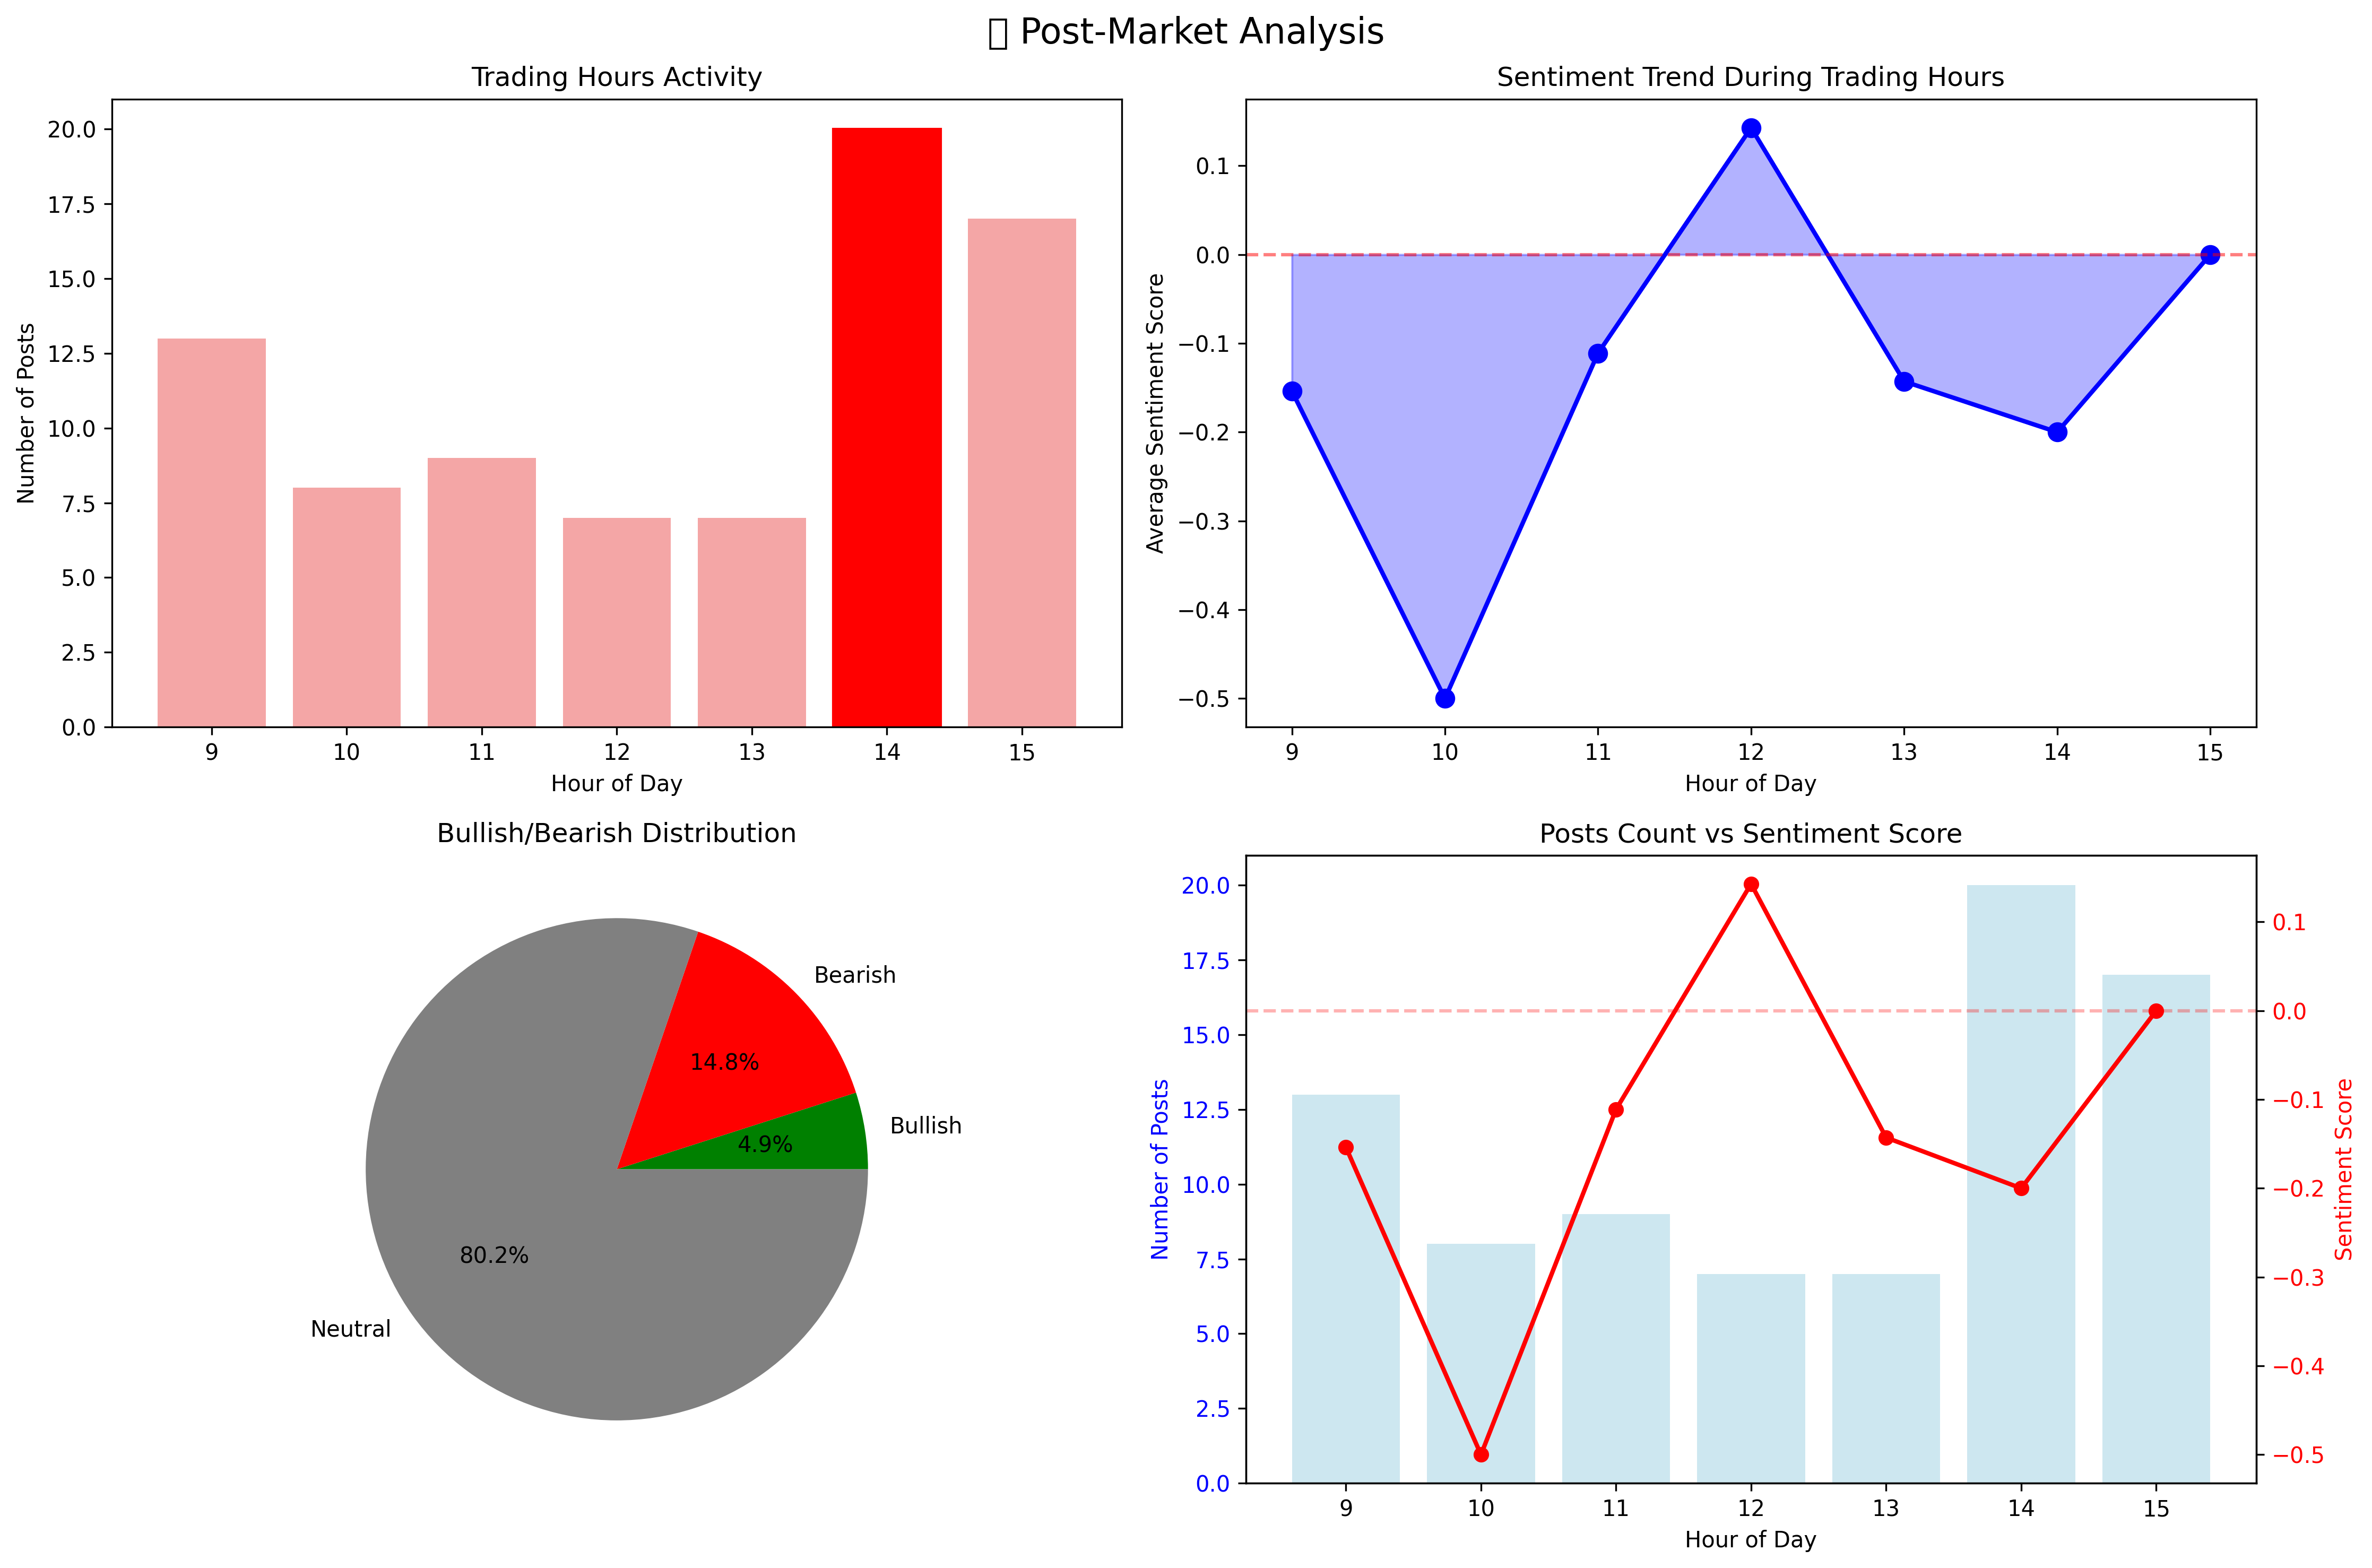 Post-Market Analysis
Trading Hours Activity
Number of Posts
20.0
17.5
15.0
12.5
10.0
7.5
5.0
2.5
0.0
9 10 11 12 13 14 15
Hour of Day
Sentiment Trend During Trading Hours
Average Sentiment Score
0.1
0.0
−0.1
−0.2
−0.3
−0.4
−0.5
9 10 11 12 13 14 15
Hour of Day
Bullish/Bearish Distribution
Bearish
14.8%
Bullish
4.9%
80.2%
Neutral
Posts Count vs Sentiment Score
Number of Posts
20.0
17.5
15.0
12.5
10.0
7.5
5.0
2.5
0.0
0.1
0.0
−0.1
−0.2
−0.3
−0.4
−0.5
Sentiment Score
9 10 11 12 13 14 15
Hour of Day